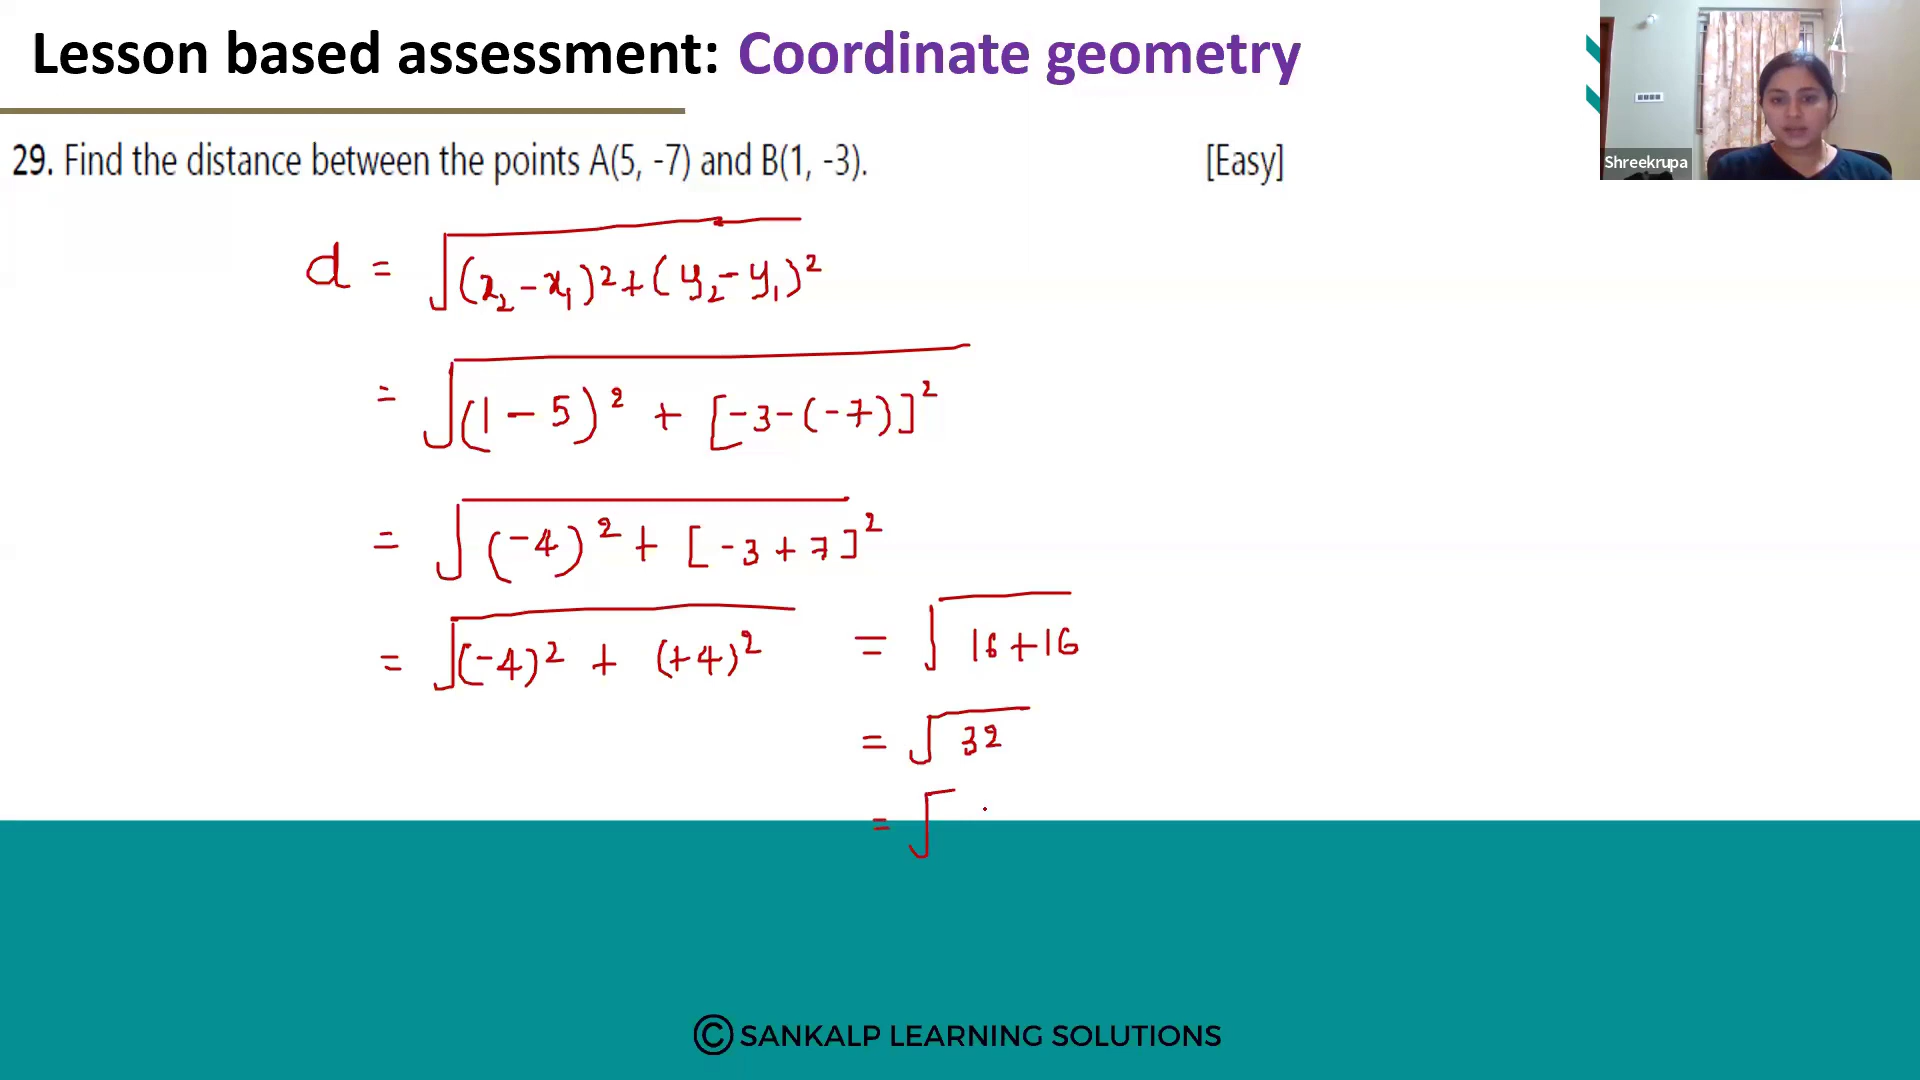 Lesson based assessment: Coordinate geometry
Shreekrupa
29. Find the distance between the points A(5, -7) and B(1, -3). [Easy]
d = √(x₂ - x₁)² + (y₂ - y₁)²
= √(1 - 5)² + [-3 - (-7)]²
= √(-4)² + [-3 + 7]²
= √(-4)² + (+4)² = √16 + 16
= √32
= √
© SANKALP LEARNING SOLUTIONS